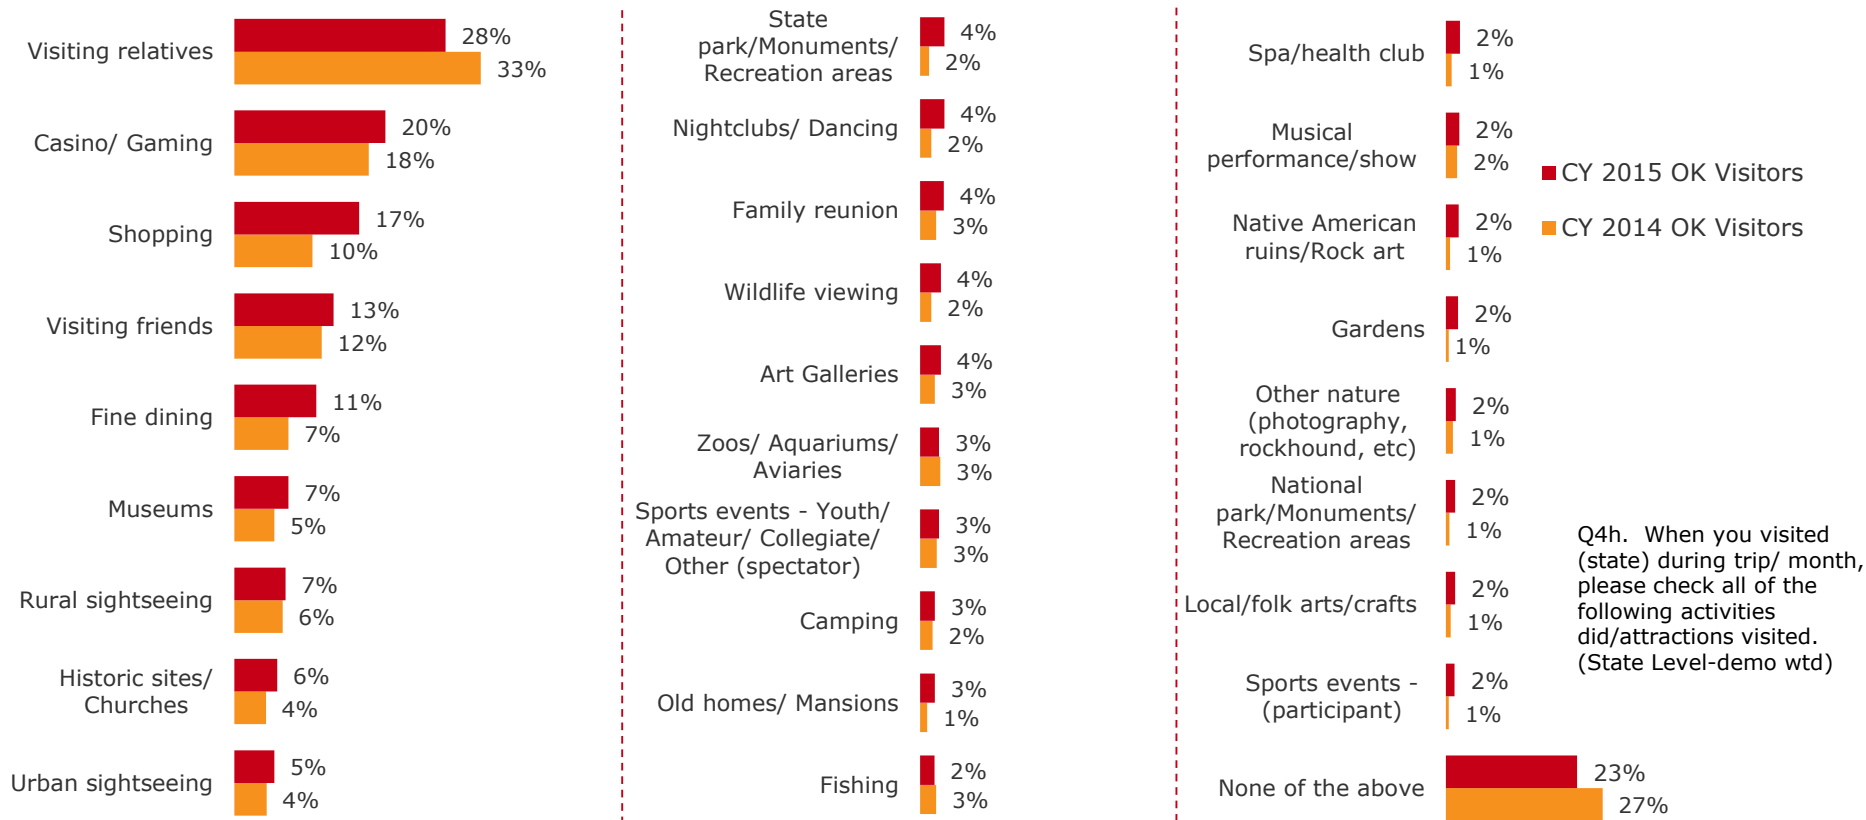 Visiting relatives
28%
33%
Casino/ Gaming
20%
18%
Shopping
17%
10%
Visiting friends
13%
12%
Fine dining
11%
7%
Museums
7%
5%
Rural sightseeing
7%
6%
Historic sites/
Churches
6%
4%
Urban sightseeing
5%
4%
State
park/Monuments/
Recreation areas
4%
2%
Nightclubs/ Dancing
4%
2%
Family reunion
4%
3%
Wildlife viewing
4%
2%
Art Galleries
4%
3%
Zoos/ Aquariums/
Aviaries
3%
3%
Sports events - Youth/
Amateur/ Collegiate/
Other (spectator)
3%
3%
Camping
3%
2%
Old homes/ Mansions
3%
1%
Fishing
2%
3%
Spa/health club
2%
1%
Musical
performance/show
2%
2%
Native American
ruins/Rock art
2%
1%
Gardens
2%
1%
Other nature
(photography,
rockhound, etc)
2%
1%
National
park/Monuments/
Recreation areas
2%
1%
Local/folk arts/crafts
2%
1%
Sports events -
(participant)
2%
1%
None of the above
23%
27%
CY 2015 OK Visitors
CY 2014 OK Visitors
Q4h.  When you visited
(state) during trip/ month,
please check all of the
following activities
did/attractions visited.
(State Level-demo wtd)